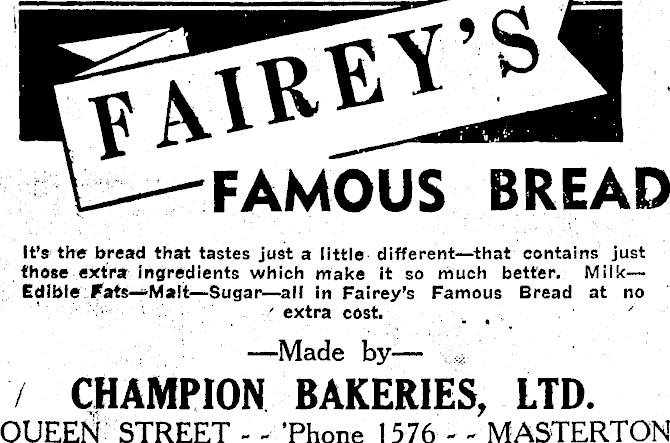 FAIREY'S
FAMOUS BREAD
It's the bread that tastes just a little different—that contains just
those extra ingredients which make it so much better. Milk—
Edible Fats—Malt—Sugar—all in Fairey's Famous Bread at no
extra cost.
—Made by—
CHAMPION BAKERIES, LTD.
QUEEN STREET - - 'Phone 1576 - - MASTERTON